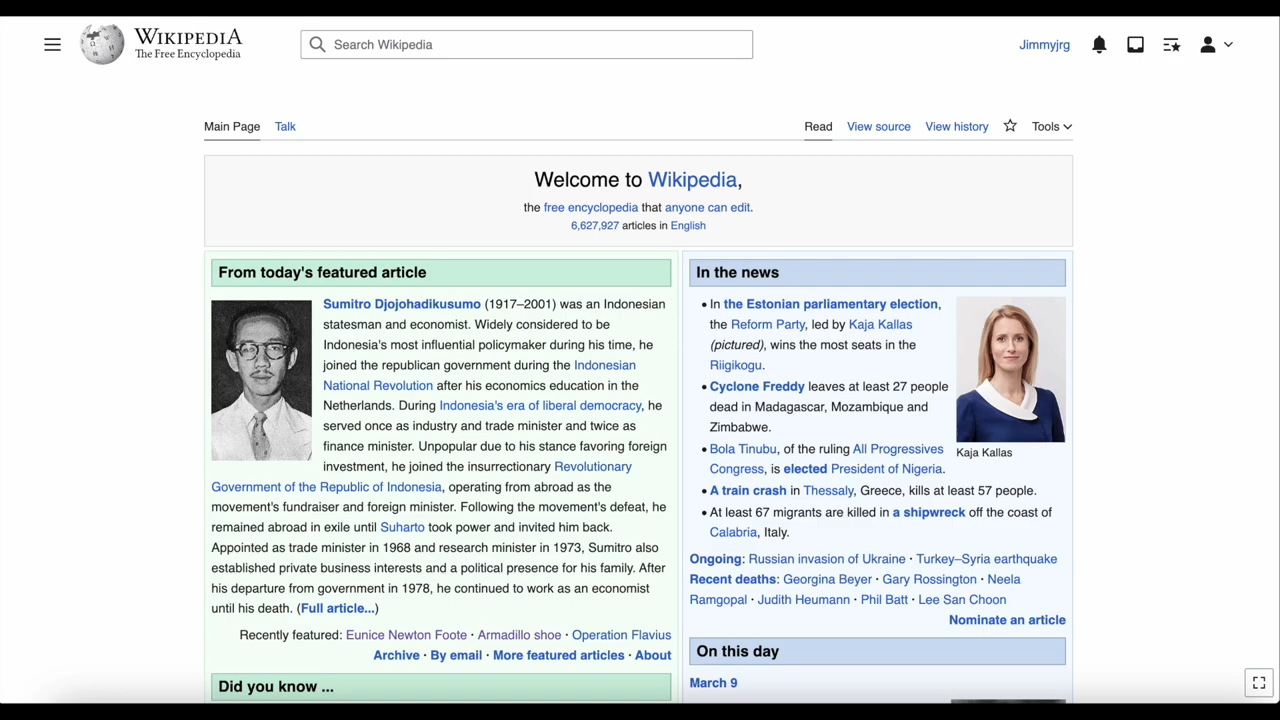 WIKIPEDIA
The Free Encyclopedia
Search Wikipedia
Jimmyjrg
Main Page Talk
Read View source View history Tools
Welcome to Wikipedia,
the free encyclopedia that anyone can edit.
6,627,927 articles in English
From today's featured article
Sumitro Djojohadikusumo (1917–2001) was an Indonesian
statesman and economist. Widely considered to be
Indonesia's most influential policymaker during his time, he
joined the republican government during the Indonesian
National Revolution after his economics education in the
Netherlands. During Indonesia's era of liberal democracy, he
served once as industry and trade minister and twice as
finance minister. Unpopular due to his stance favoring foreign
investment, he joined the insurrectionary Revolutionary
Government of the Republic of Indonesia, operating from abroad as the
movement's fundraiser and foreign minister. Following the movement's defeat, he
remained abroad in exile until Suharto took power and invited him back.
Appointed as trade minister in 1968 and research minister in 1973, Sumitro also
established private business interests and a political presence for his family. After
his departure from government in 1978, he continued to work as an economist
until his death. (Full article...)
Recently featured: Eunice Newton Foote · Armadillo shoe · Operation Flavius
Archive · By email · More featured articles · About
Did you know ...
In the news
• In the Estonian parliamentary election,
the Reform Party, led by Kaja Kallas
(pictured), wins the most seats in the
Riigikogu.
• Cyclone Freddy leaves at least 27 people
dead in Madagascar, Mozambique and
Zimbabwe.
• Bola Tinubu, of the ruling All Progressives
Congress, is elected President of Nigeria.
Kaja Kallas
• A train crash in Thessaly, Greece, kills at least 57 people.
• At least 67 migrants are killed in a shipwreck off the coast of
Calabria, Italy.
Ongoing: Russian invasion of Ukraine · Turkey–Syria earthquake
Recent deaths: Georgina Beyer · Gary Rossington · Neela
Ramgopal · Judith Heumann · Phil Batt · Lee San Choon
Nominate an article
On this day
March 9